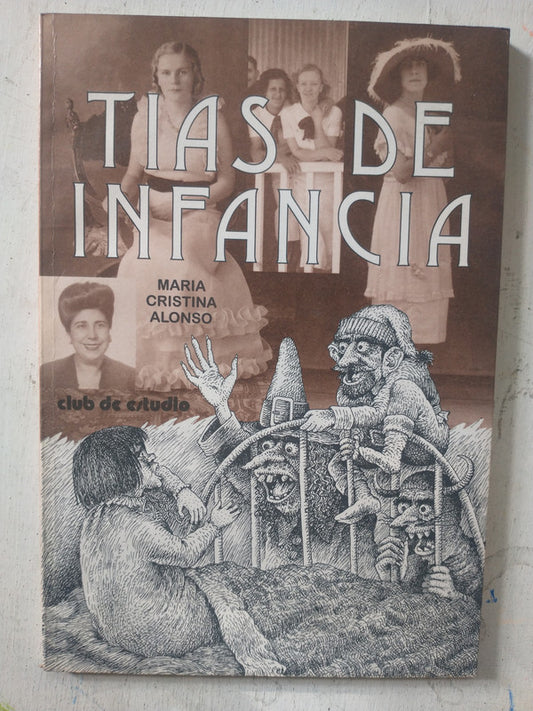 TIAS DE
INFANCIA
MARIA
CRISTINA
ALONSO
club de estudio